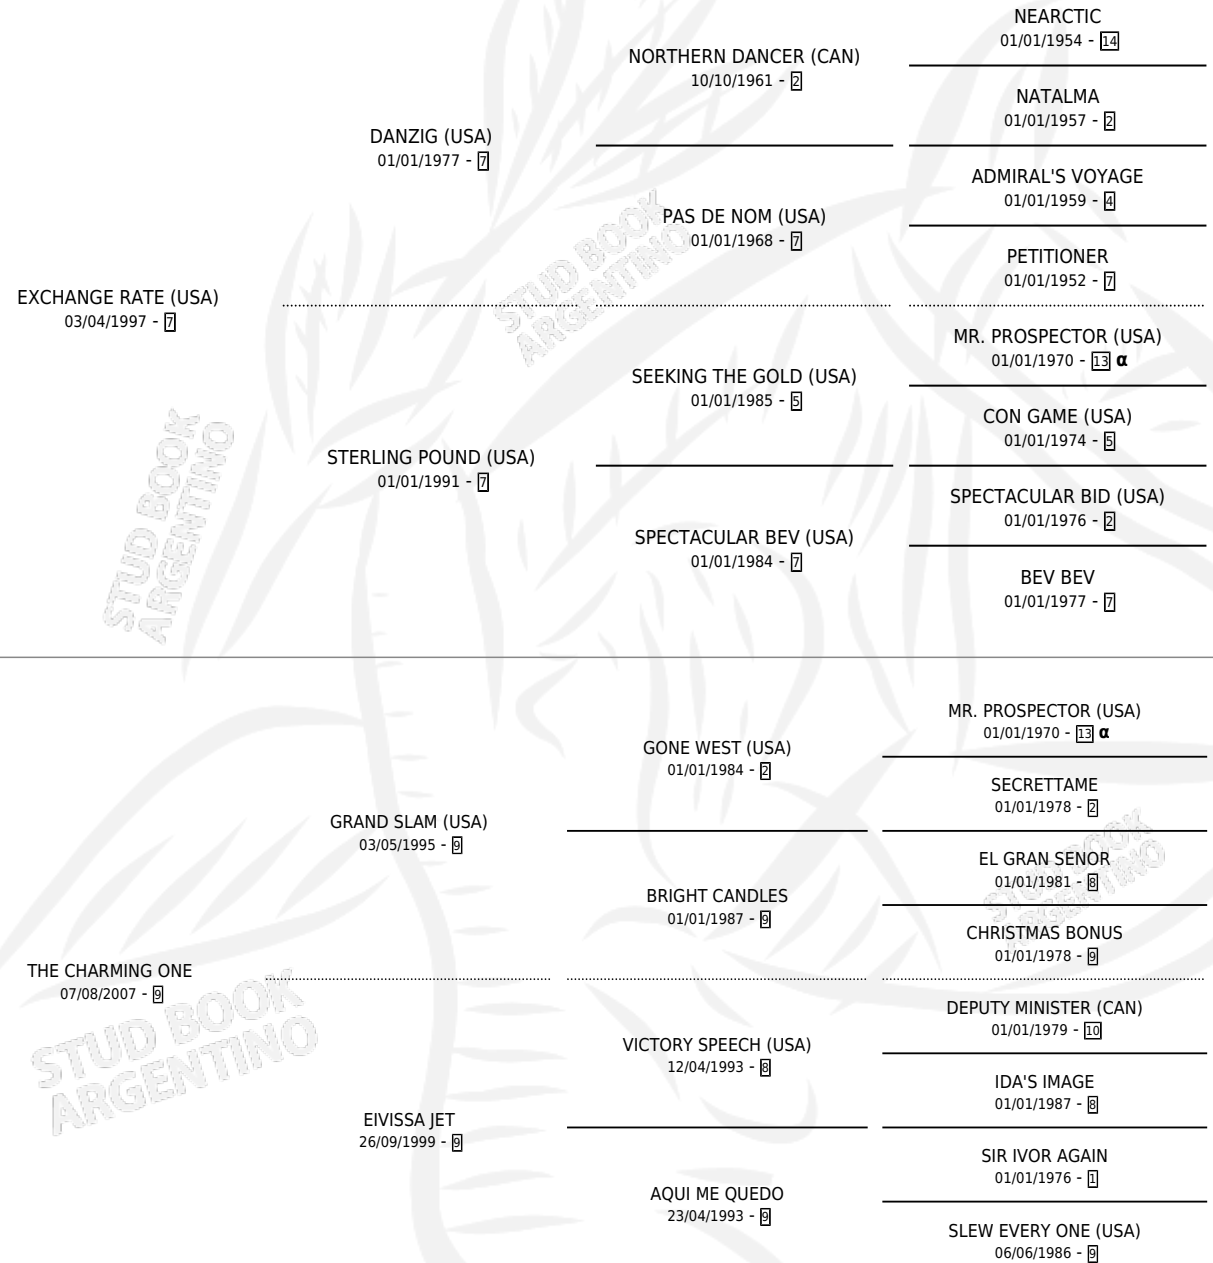 NEARCTIC
01/01/1954 - 14
NORTHERN DANCER (CAN)
10/10/1961 - 2
NATALMA
01/01/1957 - 2
DANZIG (USA)
01/01/1977 - 7
ADMIRAL'S VOYAGE
01/01/1959 - 4
PAS DE NOM (USA)
01/01/1968 - 7
PETITIONER
01/01/1952 - 7
EXCHANGE RATE (USA)
03/04/1997 - 7
MR. PROSPECTOR (USA)
01/01/1970 - 13 α
SEEKING THE GOLD (USA)
01/01/1985 - 5
CON GAME (USA)
01/01/1974 - 5
STERLING POUND (USA)
01/01/1991 - 7
SPECTACULAR BID (USA)
01/01/1976 - 2
SPECTACULAR BEV (USA)
01/01/1984 - 7
BEV BEV
01/01/1977 - 7
MR. PROSPECTOR (USA)
01/01/1970 - 13 α
GONE WEST (USA)
01/01/1984 - 2
SECRETTAME
01/01/1978 - 2
GRAND SLAM (USA)
03/05/1995 - 9
EL GRAN SENOR
01/01/1981 - 8
BRIGHT CANDLES
01/01/1987 - 9
CHRISTMAS BONUS
01/01/1978 - 9
THE CHARMING ONE
07/08/2007 - 9
DEPUTY MINISTER (CAN)
01/01/1979 - 10
VICTORY SPEECH (USA)
12/04/1993 - 8
IDA'S IMAGE
01/01/1987 - 8
EIVISSA JET
26/09/1999 - 9
SIR IVOR AGAIN
01/01/1976 - 1
AQUI ME QUEDO
23/04/1993 - 9
SLEW EVERY ONE (USA)
06/06/1986 - 9
STUD BOOK
ARGENTINO
STUD BOOK
ARGENTINO
STUD BOOK
ARGENTINO
STUD BOOK
ARGENTINO